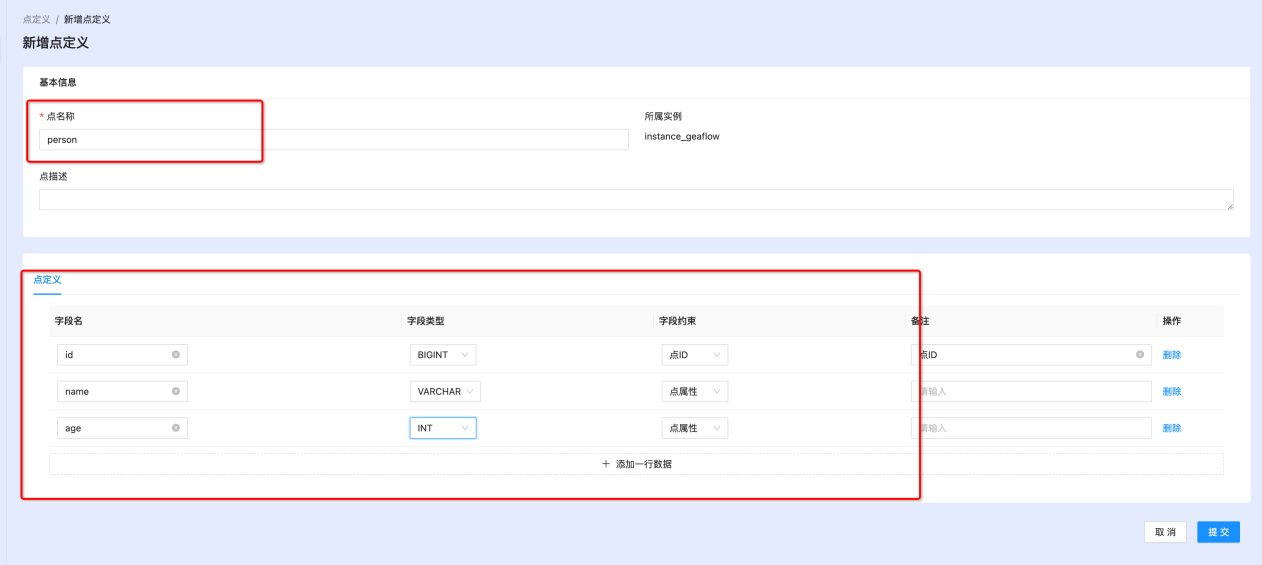 点定义 / 新增点定义
新增点定义
基本信息
* 点名称
所属实例
person
instance_geaflow
点描述
点定义
字段名 字段类型 字段约束 备注 操作
id BIGINT 点ID 点ID 删除
name VARCHAR 点属性 请输入 删除
age INT 点属性 请输入 删除
+ 添加一行数据
取消 提交